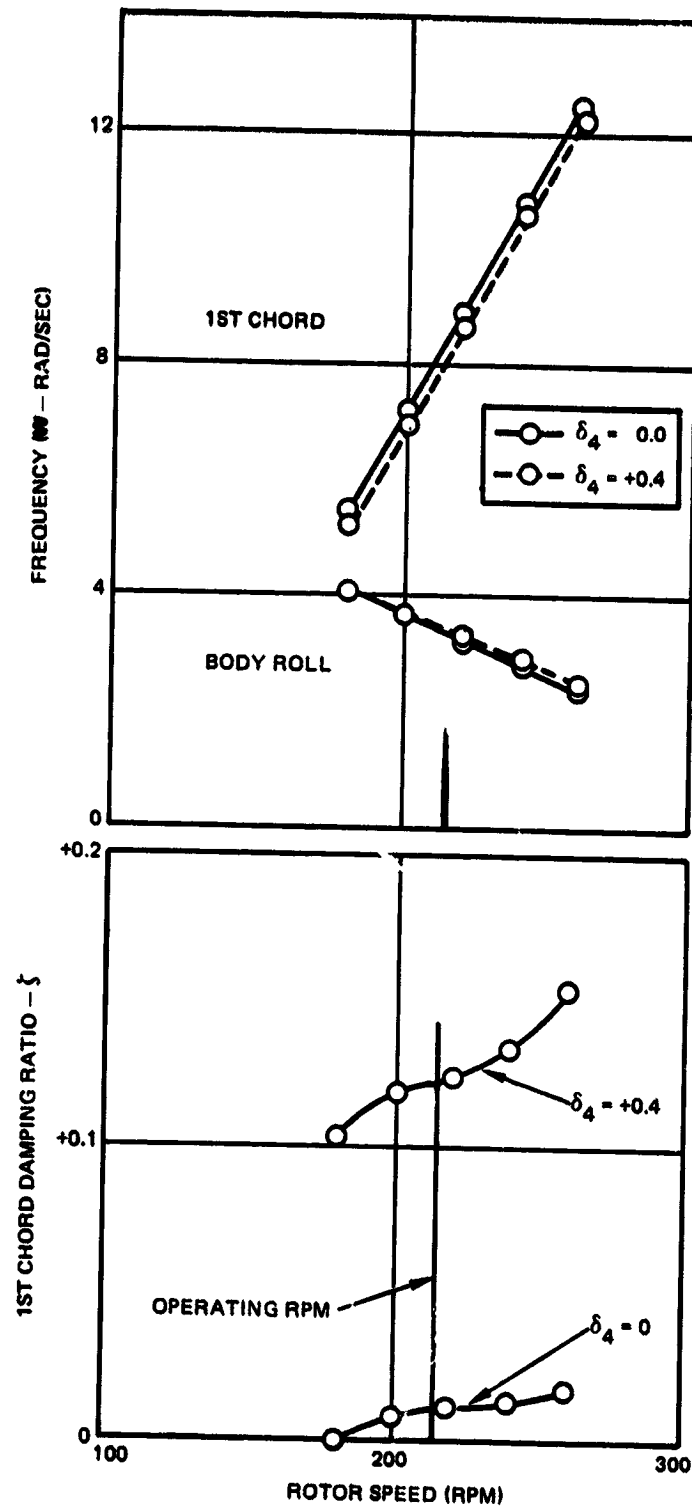 12
8
4
0
FREQUENCY (W – RAD/SEC)
1ST CHORD
δ4 = 0.0
δ4 = +0.4
BODY ROLL
+0.2
+0.1
0
1ST CHORD DAMPING RATIO – ζ
δ4 = +0.4
OPERATING RPM
δ4 = 0
100
200
300
ROTOR SPEED (RPM)